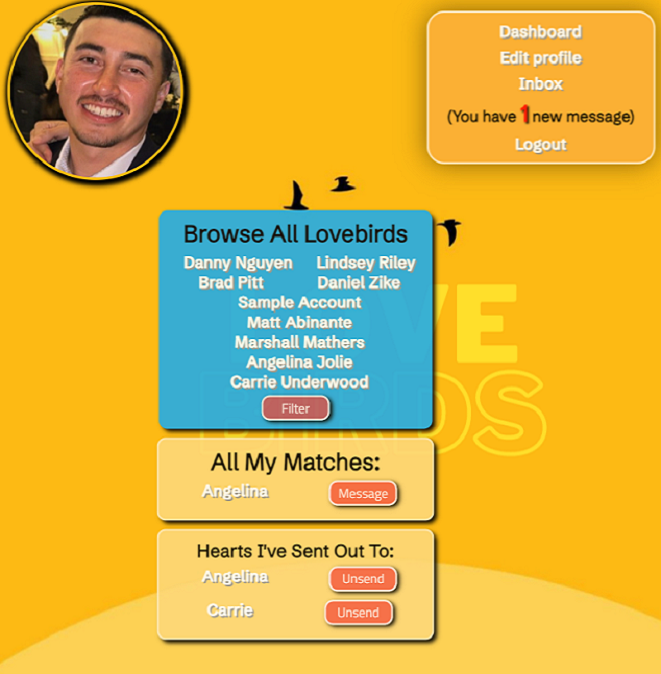 Dashboard
Edit profile
Inbox
(You have 1 new message)
Logout
Browse All Lovebirds
Danny Nguyen Lindsey Riley
Brad Pitt Daniel Zike
Sample Account
Matt Abinante
Marshall Mathers
Angelina Jolie
Carrie Underwood
Filter
VE
BIRDS
All My Matches:
Angelina Message
Hearts I've Sent Out To:
Angelina Unsend
Carrie Unsend